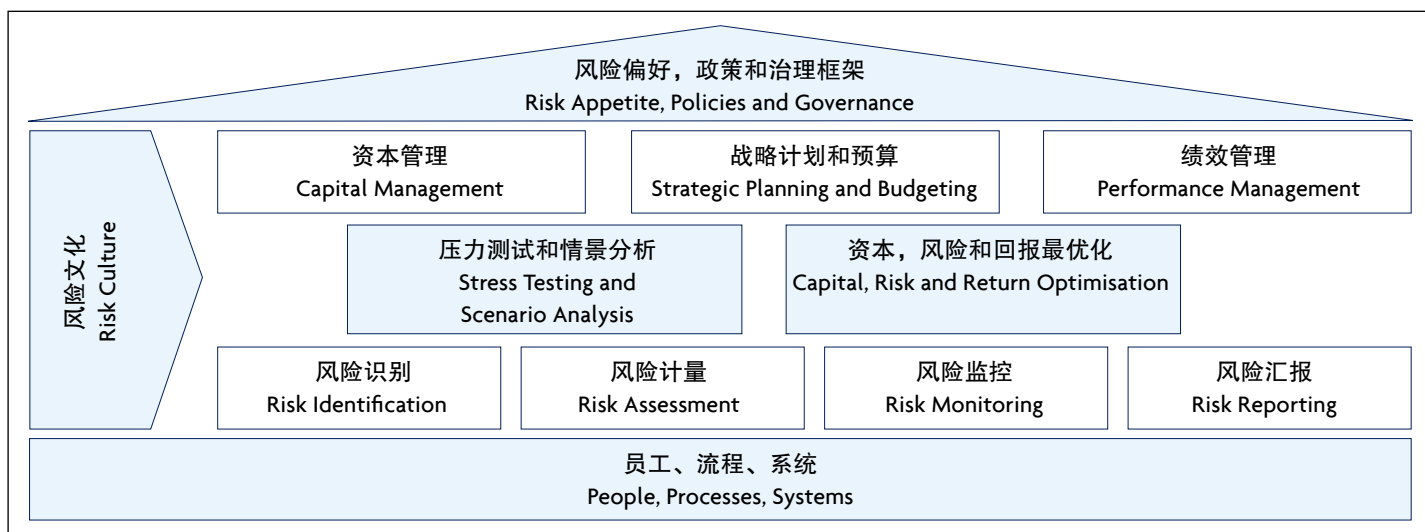 风险偏好，政策和治理框架
Risk Appetite, Policies and Governance
风险文化
Risk Culture
资本管理
Capital Management
战略计划和预算
Strategic Planning and Budgeting
绩效管理
Performance Management
压力测试和情景分析
Stress Testing and
Scenario Analysis
资本，风险和回报最优化
Capital, Risk and Return Optimisation
风险识别
Risk Identification
风险计量
Risk Assessment
风险监控
Risk Monitoring
风险汇报
Risk Reporting
员工、流程、系统
People, Processes, Systems